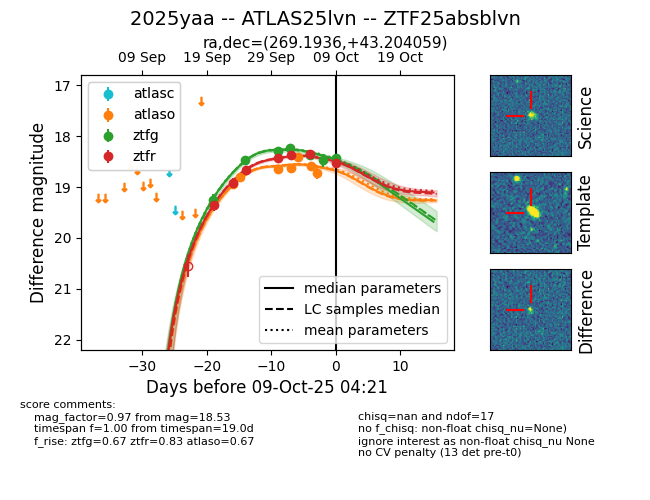 2025yaa -- ATLAS25lvn -- ZTF25absblvn
ra,dec=(269.1936,+43.204059)
09 Sep 19 Sep 29 Sep 09 Oct 19 Oct
17
18
19
20
21
22
Difference magnitude
atlasc
atlaso
ztfg
ztfr
median parameters
LC samples median
mean parameters
−30 −20 −10 0 10
Days before 09-Oct-25 04:21
Science
Template
Difference
score comments:
mag_factor=0.97 from mag=18.53
timespan f=1.00 from timespan=19.0d
f_rise: ztfg=0.67 ztfr=0.83 atlaso=0.67
chisq=nan and ndof=17
no f_chisq: non-float chisq_nu=None)
ignore interest as non-float chisq_nu None
no CV penalty (13 det pre-t0)